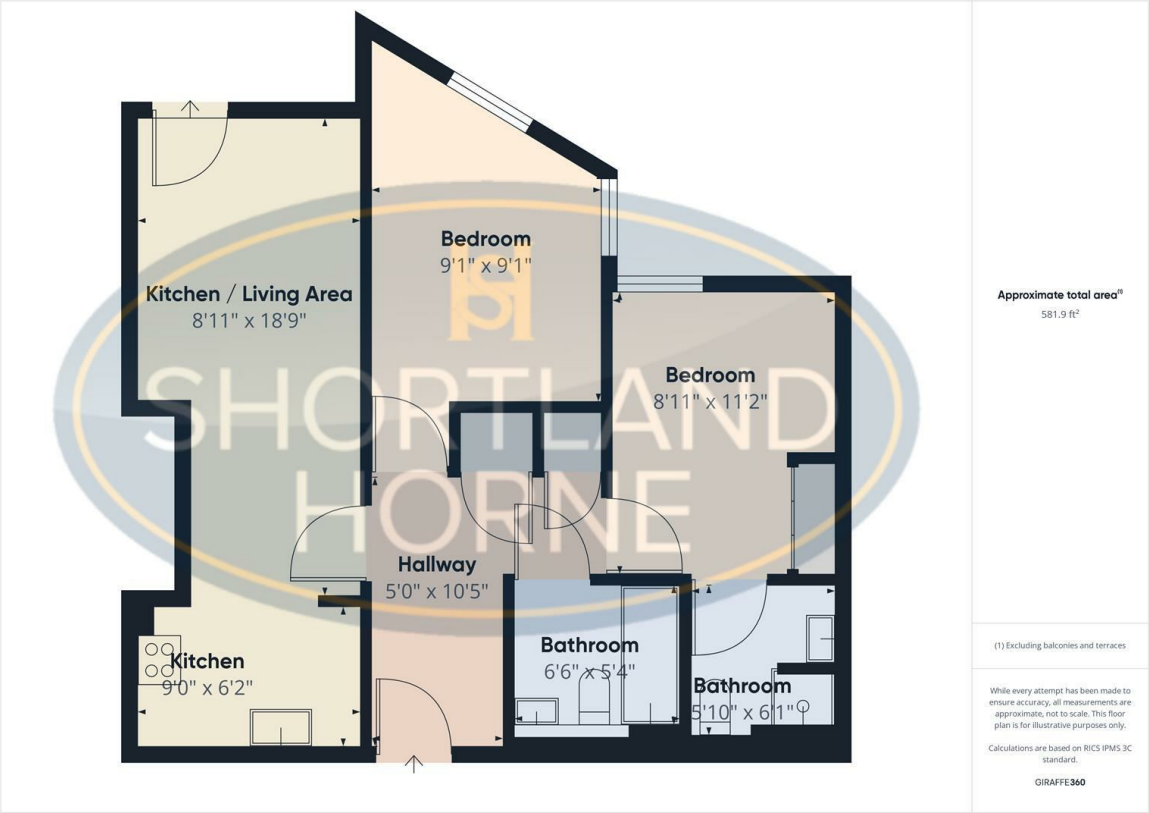 Bedroom
9'1" x 9'1"
Kitchen / Living Area
8'11" x 18'9"
Bedroom
8'11" x 11'2"
SHORTLAND
HORNE
Hallway
5'0" x 10'5"
Bathroom
6'6" x 5'4"
Kitchen
9'0" x 6'2"
Bathroom
5'10" x 6'1"
Approximate total area(1)
581.9 ft²
(1) Excluding balconies and terraces
While every attempt has been made to
ensure accuracy, all measurements are
approximate, not to scale. This floor
plan is for illustrative purposes only.
Calculations are based on RICS IPMS 3C
standard.
GIRAFFE360